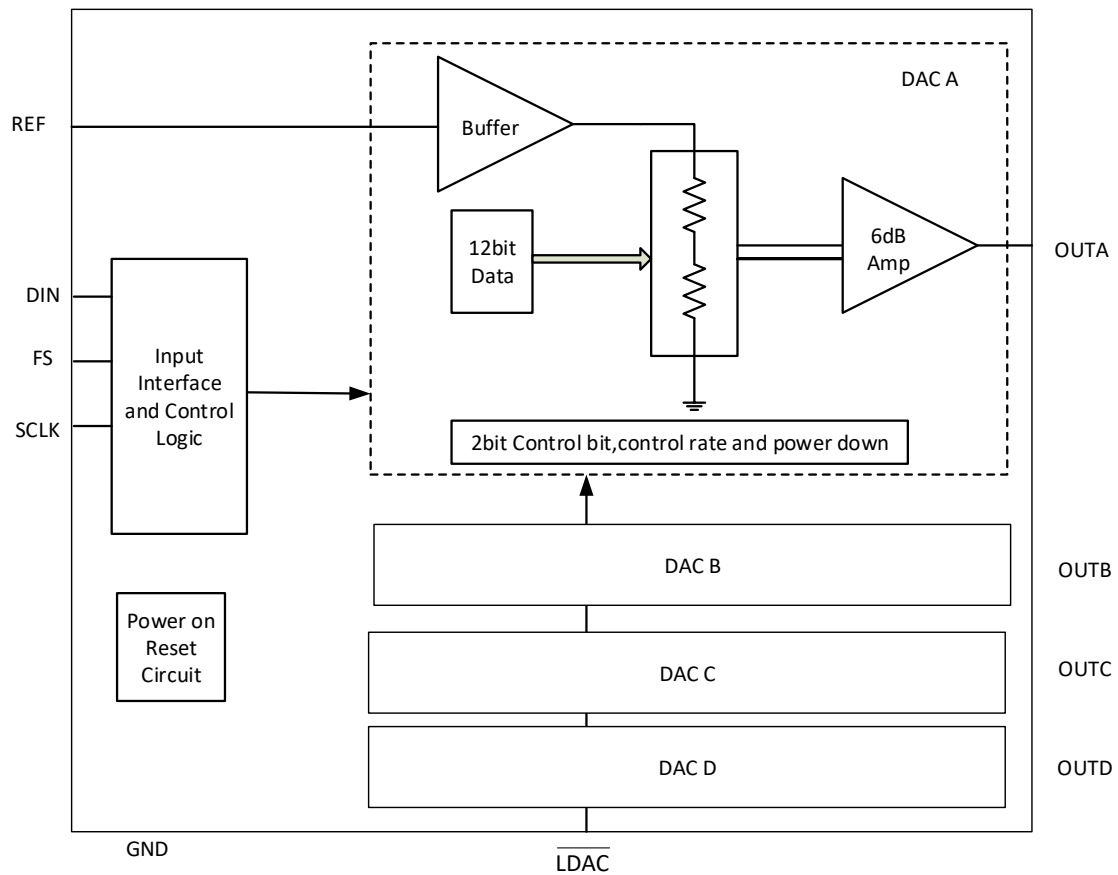 DAC A
REF
Buffer
12bit
Data
6dB
Amp
OUTA
DIN
FS
SCLK
Input
Interface
and Control
Logic
2bit Control bit,control rate and power down
DAC B
OUTB
Power on
Reset
Circuit
DAC C
OUTC
DAC D
OUTD
GND
LDAC